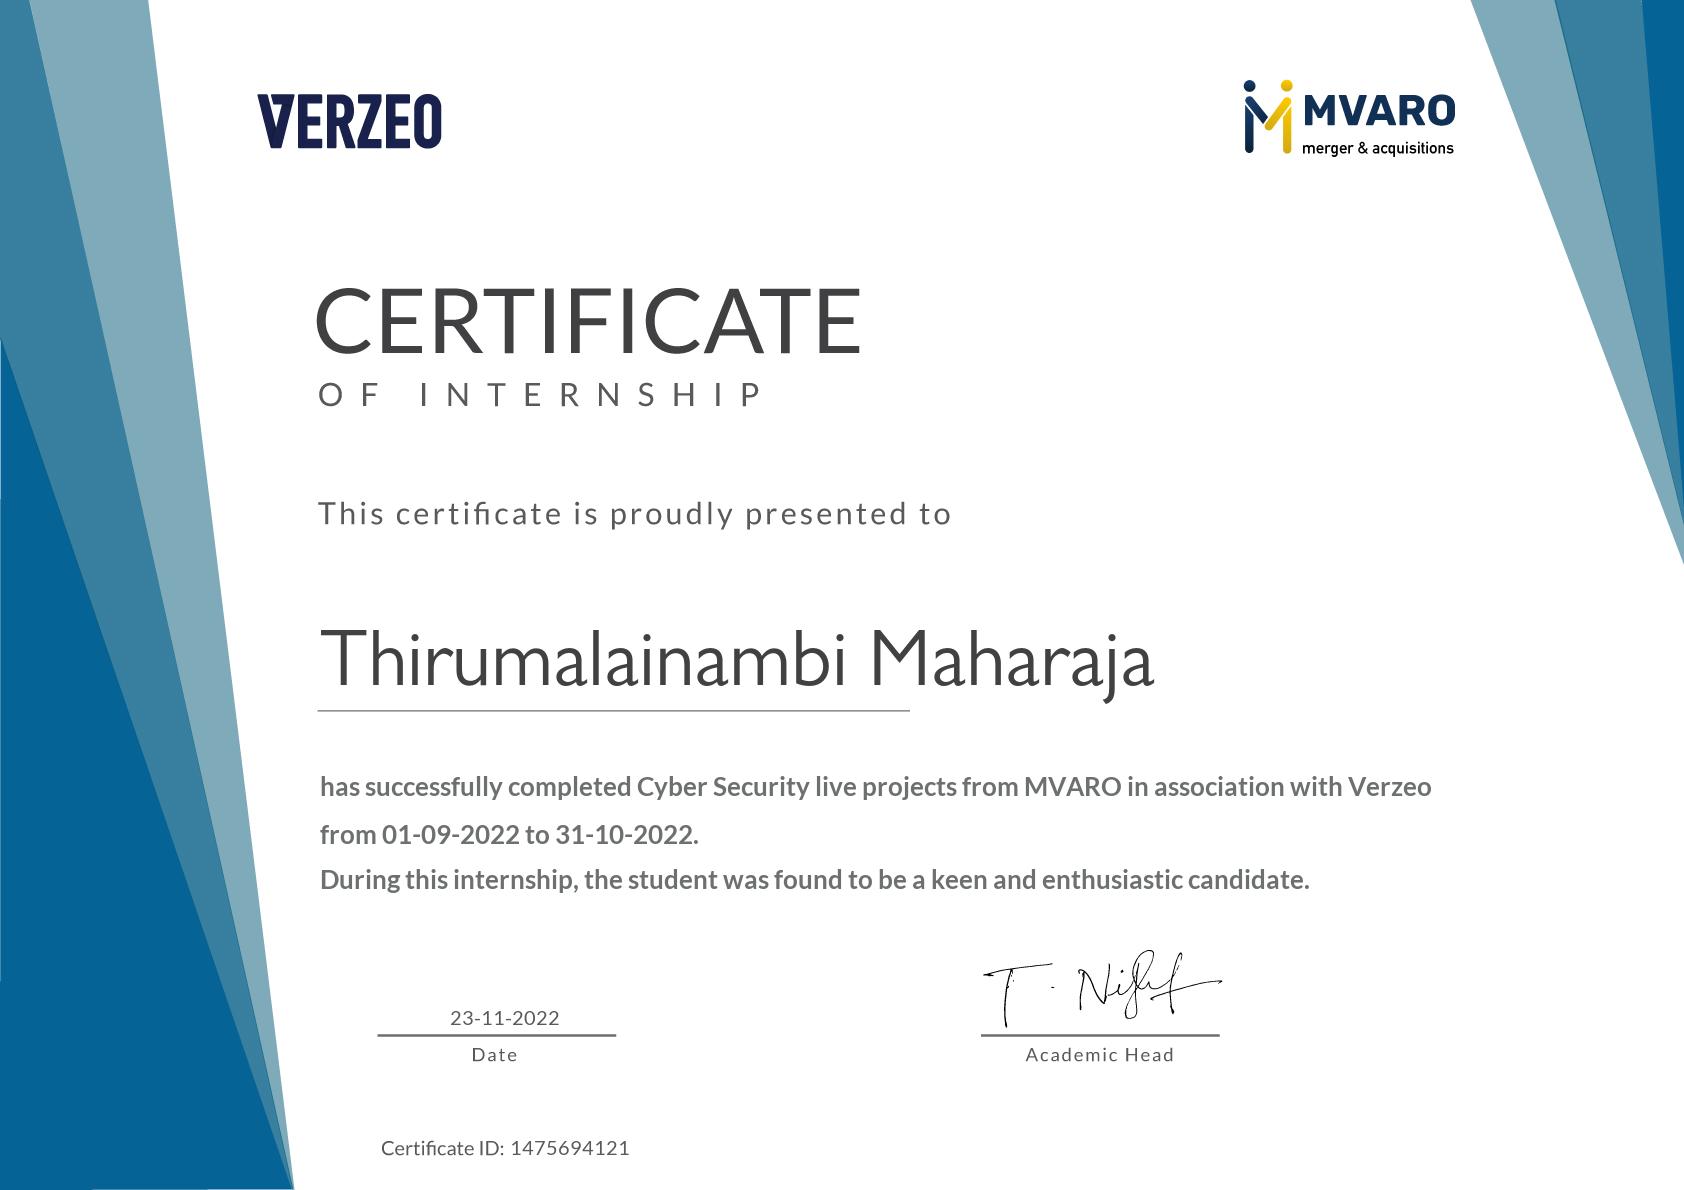 VERZEO
MVARO
merger & acquisitions
CERTIFICATE
OF INTERNSHIP
This certificate is proudly presented to
Thirumalainambi Maharaja
has successfully completed Cyber Security live projects from MVARO in association with Verzeo
from 01-09-2022 to 31-10-2022.
During this internship, the student was found to be a keen and enthusiastic candidate.
23-11-2022
Date
Academic Head
Certificate ID: 1475694121